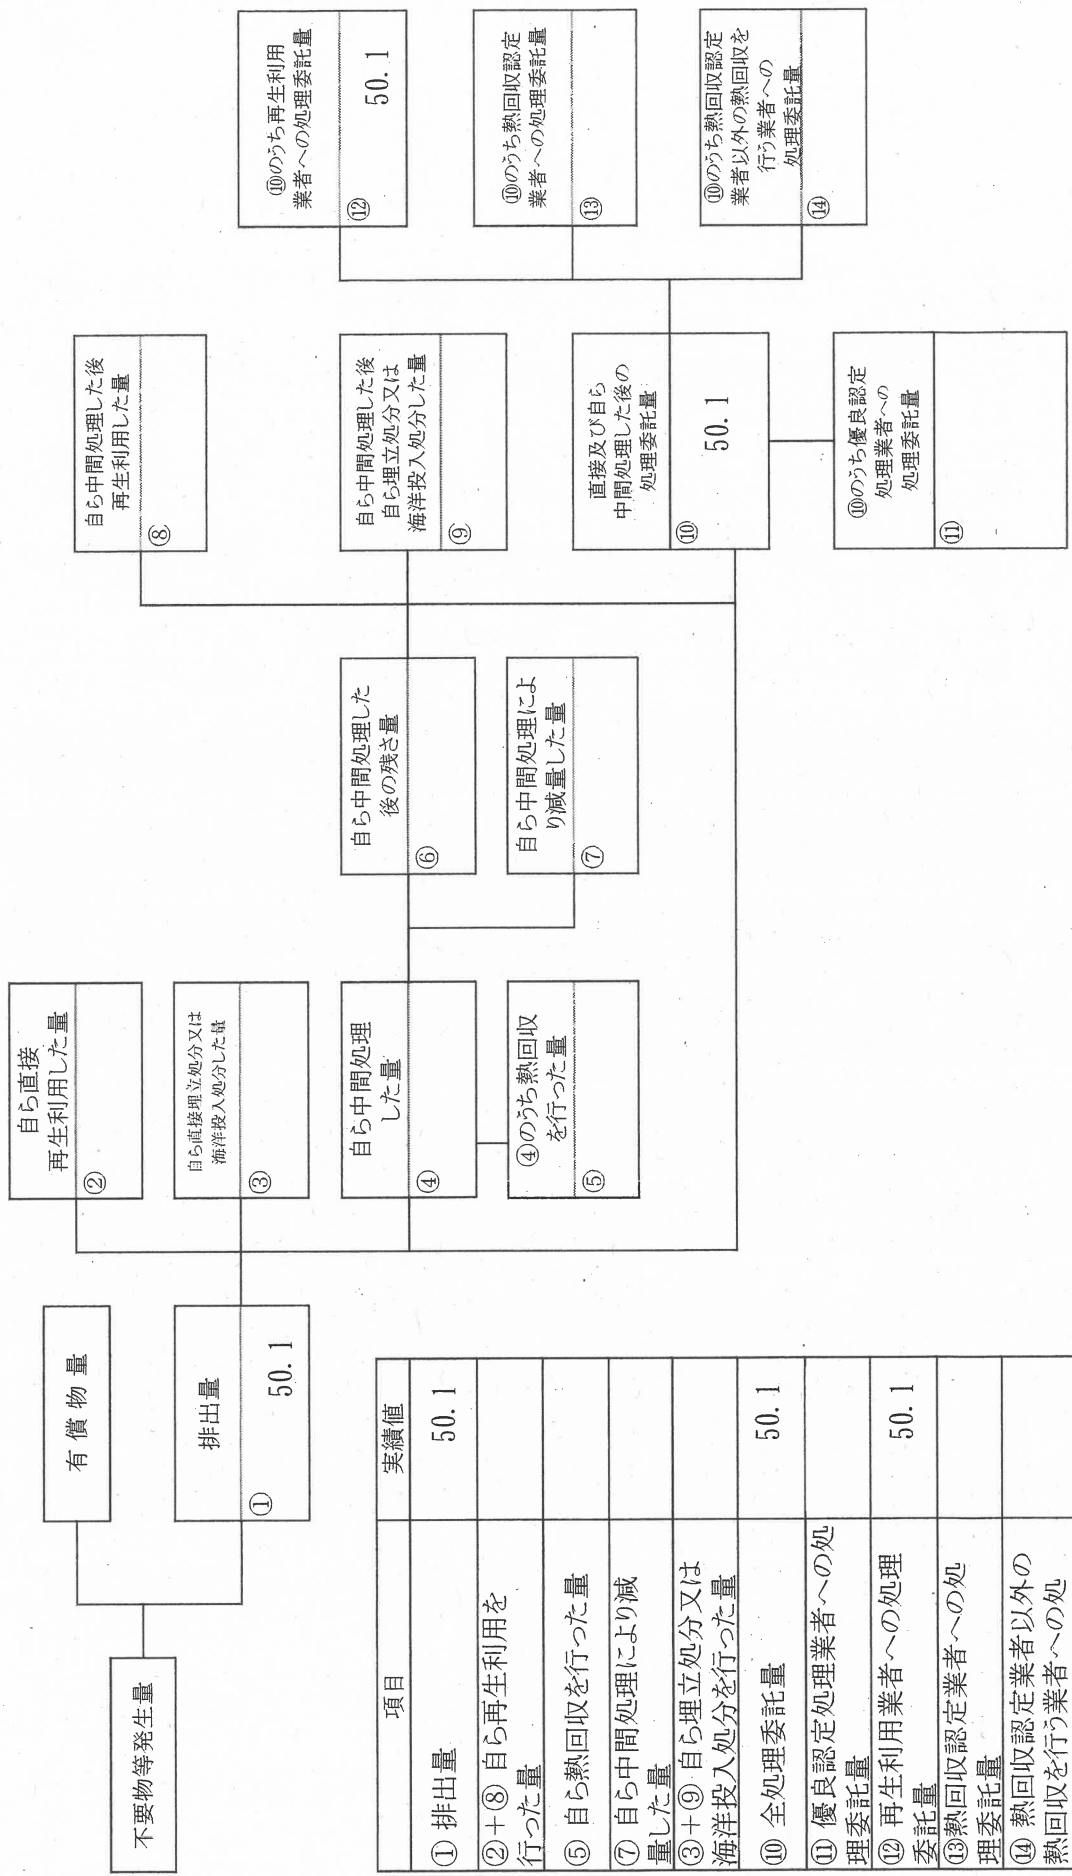 不要物等発生量
有償物量
排出量
①
50.1
自ら直接
再生利用した量
②
自ら直接埋立処分又は
海洋投入処分した量
③
自ら中間処理
した量
④
④のうち熱回収
を行った量
⑤
自ら中間処理した
後の残さ量
⑥
自ら中間処理によ
り減量した量
⑦
自ら中間処理した後
再生利用した量
⑧
自ら中間処理した後
自ら埋立処分又は
海洋投入処分した量
⑨
直接及び自ら
中間処理した後の
処理委託量
⑩
50.1
⑩のうち優良認定
処理業者への
処理委託量
⑪
⑩のうち再生利用
業者への処理委託量
⑫
50.1
⑩のうち熱回収認定
業者への処理委託量
⑬
⑩のうち熱回収認定
業者以外の熱回収を
行う業者への
処理委託量
⑭
項目 実績値
① 排出量 50.1
②+⑧ 自ら再生利用を
行った量
⑤ 自ら熱回収を行った量
⑦ 自ら中間処理により減
量した量
③+⑨ 自ら埋立処分又は
海洋投入処分を行った量
⑩ 全処理委託量 50.1
⑪ 優良認定処理業者への処
理委託量
⑫ 再生利用業者への処理
委託量 50.1
⑬熱回収認定業者への処
理委託量
⑭ 熱回収認定業者以外の
熱回収を行う業者への処